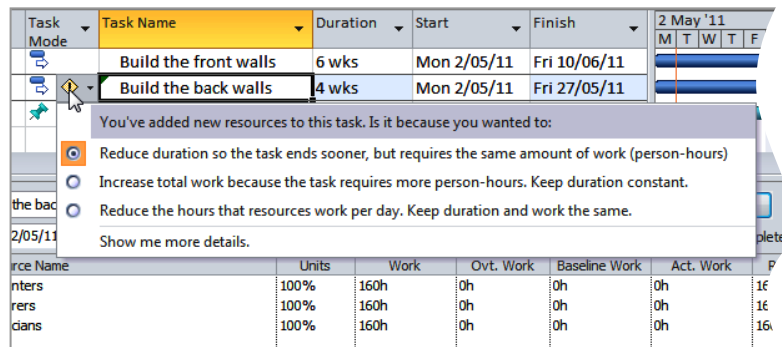 Task Mode Task Name Duration Start Finish 2 May '11
M T W T F
Build the front walls 6 wks Mon 2/05/11 Fri 10/06/11
Build the back walls 4 wks Mon 2/05/11 Fri 27/05/11
You've added new resources to this task. Is it because you wanted to:
Reduce duration so the task ends sooner, but requires the same amount of work (person-hours)
Increase total work because the task requires more person-hours. Keep duration constant.
the bac
Reduce the hours that resources work per day. Keep duration and work the same.
2/05/11
Show me more details.
plete
rce Name Units Work Ovt. Work Baseline Work Act. Work
nters 100% 160h 0h 0h 0h 16
rers 100% 160h 0h 0h 0h 16
cians 100% 160h 0h 0h 0h 16